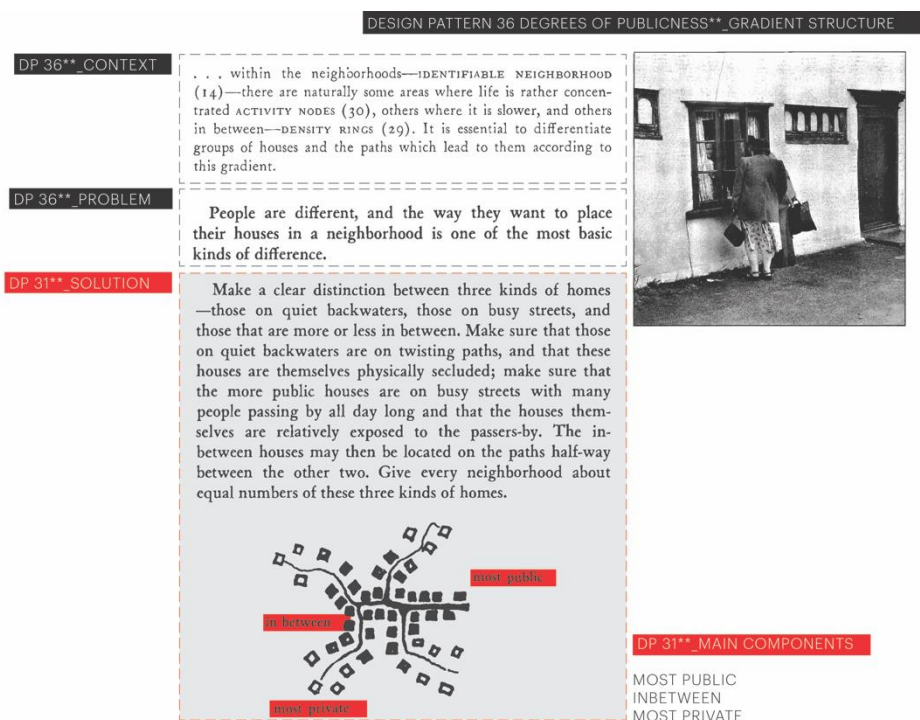 DESIGN PATTERN 36 DEGREES OF PUBLICNESS**_GRADIENT STRUCTURE
DP 36**_CONTEXT
. . . within the neighborhoods—IDENTIFIABLE NEIGHBORHOOD
(14)—there are naturally some areas where life is rather concen-
trated ACTIVITY NODES (30), others where it is slower, and others
in between—DENSITY RINGS (29). It is essential to differentiate
groups of houses and the paths which lead to them according to
this gradient.
DP 36**_PROBLEM
People are different, and the way they want to place
their houses in a neighborhood is one of the most basic
kinds of difference.
DP 31**_SOLUTION
Make a clear distinction between three kinds of homes
—those on quiet backwaters, those on busy streets, and
those that are more or less in between. Make sure that those
on quiet backwaters are on twisting paths, and that these
houses are themselves physically secluded; make sure that
the more public houses are on busy streets with many
people passing by all day long and that the houses them-
selves are relatively exposed to the passers-by. The in-
between houses may then be located on the paths half-way
between the other two. Give every neighborhood about
equal numbers of these three kinds of homes.
most public
in between
most private
DP 31**_MAIN COMPONENTS
MOST PUBLIC
INBETWEEN
MOST PRIVATE